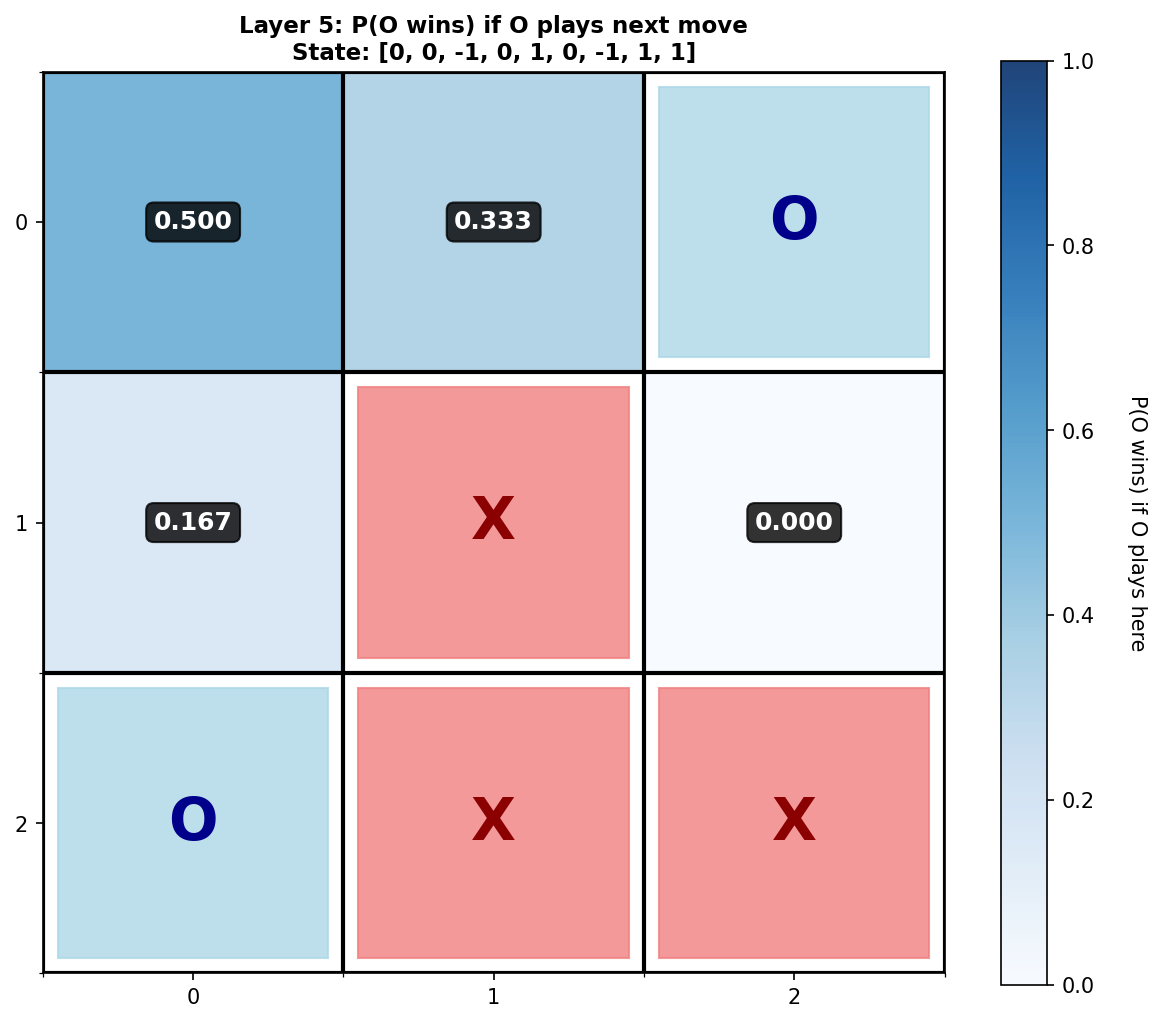 Layer 5: P(O wins) if O plays next move
State: [0, 0, -1, 0, 1, 0, -1, 1, 1]
0
0.500
0.333
O
1
0.167
X
0.000
2
O
X
X
0
1
2
1.0
0.8
0.6
0.4
0.2
0.0
P(O wins) if O plays here